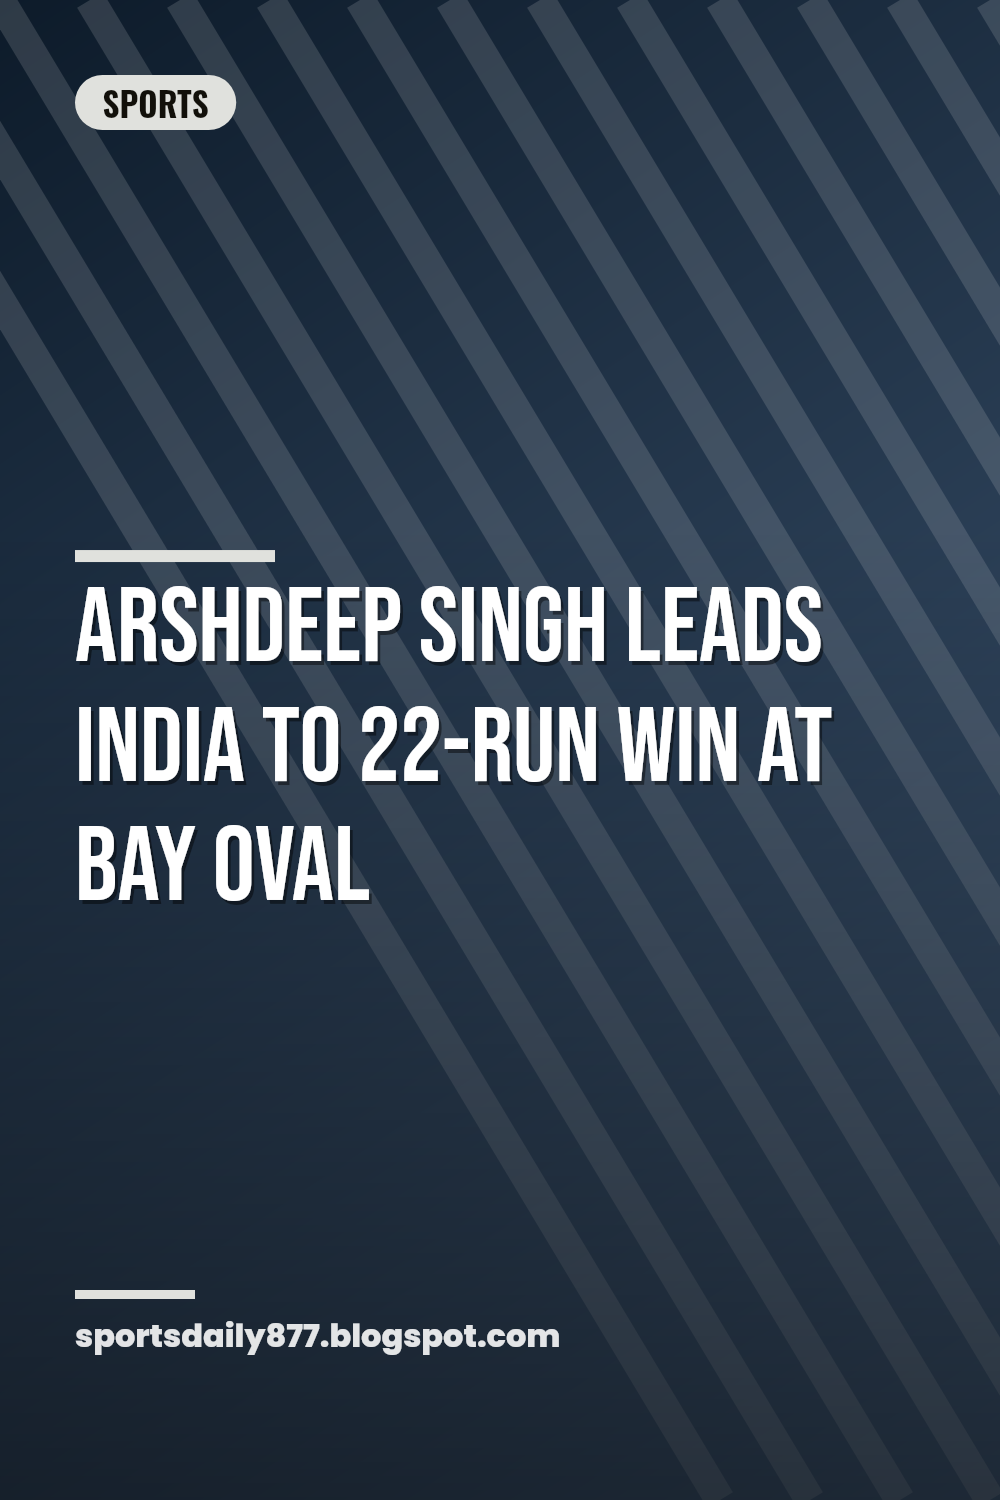 SPORTS
ARSHDEEP SINGH LEADS
INDIA TO 22-RUN WIN AT
BAY OVAL
sportsdaily877.blogspot.com